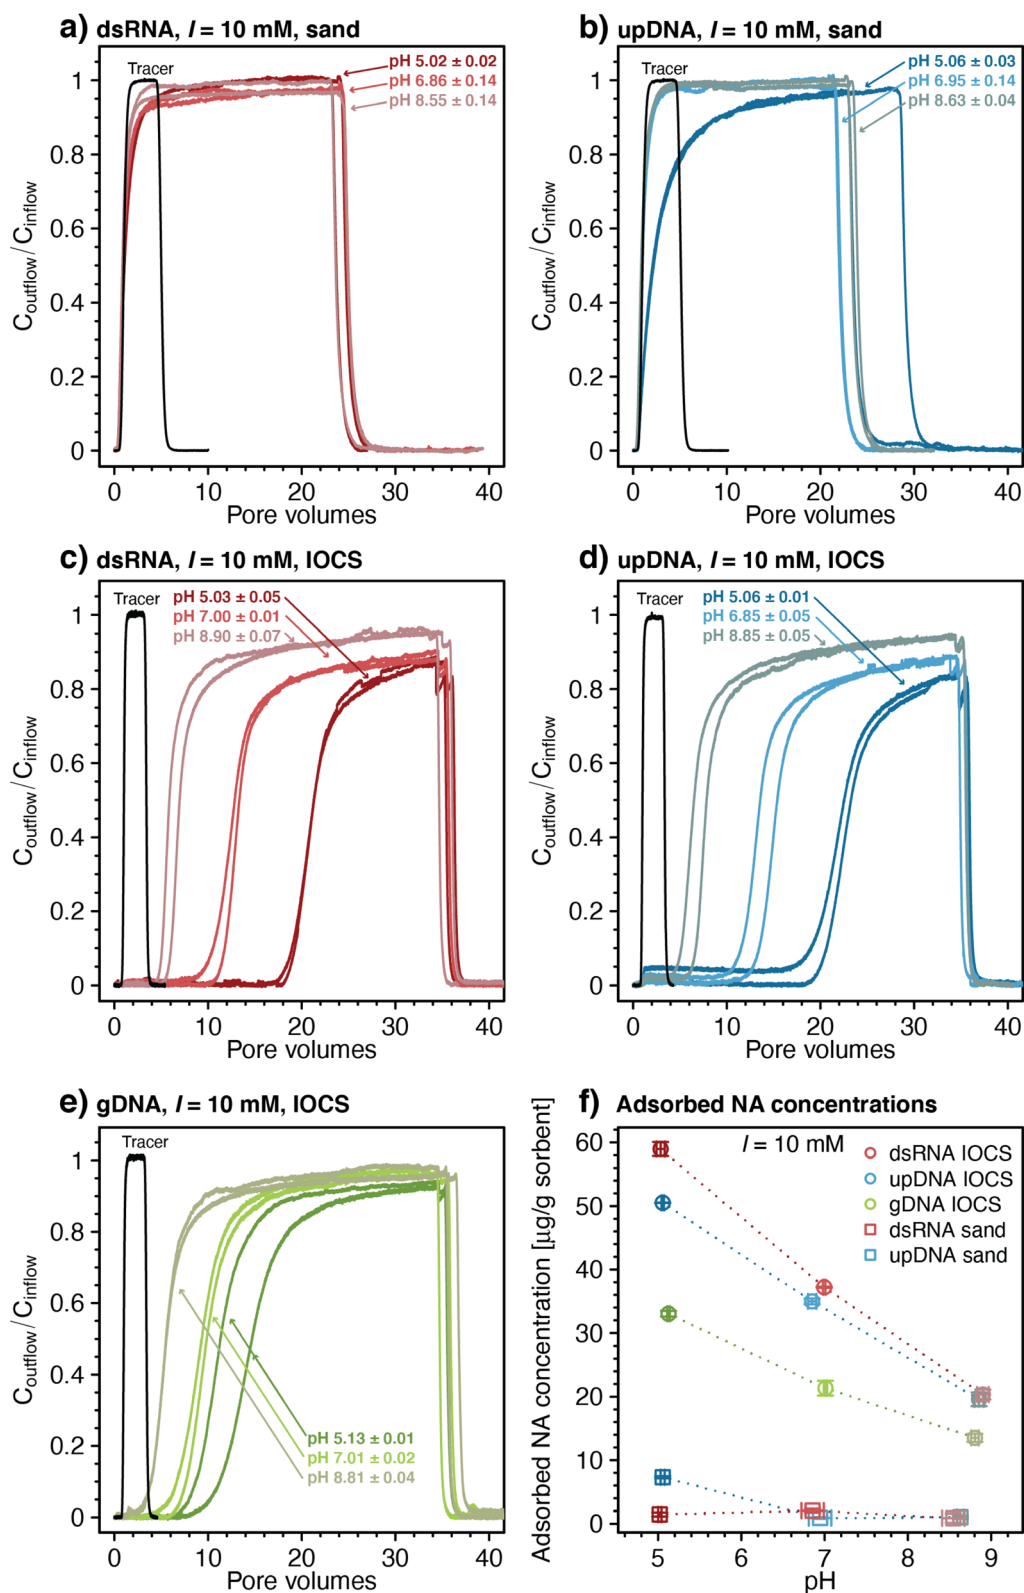 a) dsRNA, I = 10 mM, sand
Tracer
pH 5.02 ± 0.02
pH 6.86 ± 0.14
pH 8.55 ± 0.14
1
0.8
0.6
0.4
0.2
0
Coutflow/Cinflow
0 10 20 30 40
Pore volumes
b) upDNA, I = 10 mM, sand
Tracer
pH 5.06 ± 0.03
pH 6.95 ± 0.14
pH 8.63 ± 0.04
1
0.8
0.6
0.4
0.2
0
Coutflow/Cinflow
0 10 20 30 40
Pore volumes
c) dsRNA, I = 10 mM, IOCS
Tracer
pH 5.03 ± 0.05
pH 7.00 ± 0.01
pH 8.90 ± 0.07
1
0.8
0.6
0.4
0.2
0
Coutflow/Cinflow
0 10 20 30 40
Pore volumes
d) upDNA, I = 10 mM, IOCS
Tracer
pH 5.06 ± 0.01
pH 6.85 ± 0.05
pH 8.85 ± 0.05
1
0.8
0.6
0.4
0.2
0
Coutflow/Cinflow
0 10 20 30 40
Pore volumes
e) gDNA, I = 10 mM, IOCS
Tracer
1
0.8
0.6
0.4
0.2
0
Coutflow/Cinflow
pH 5.13 ± 0.01
pH 7.01 ± 0.02
pH 8.81 ± 0.04
0 10 20 30 40
Pore volumes
f) Adsorbed NA concentrations
I = 10 mM
dsRNA IOCS
upDNA IOCS
gDNA IOCS
dsRNA sand
upDNA sand
60
50
40
30
20
10
0
Adsorbed NA concentration [µg/g sorbent]
5 6 7 8 9
pH